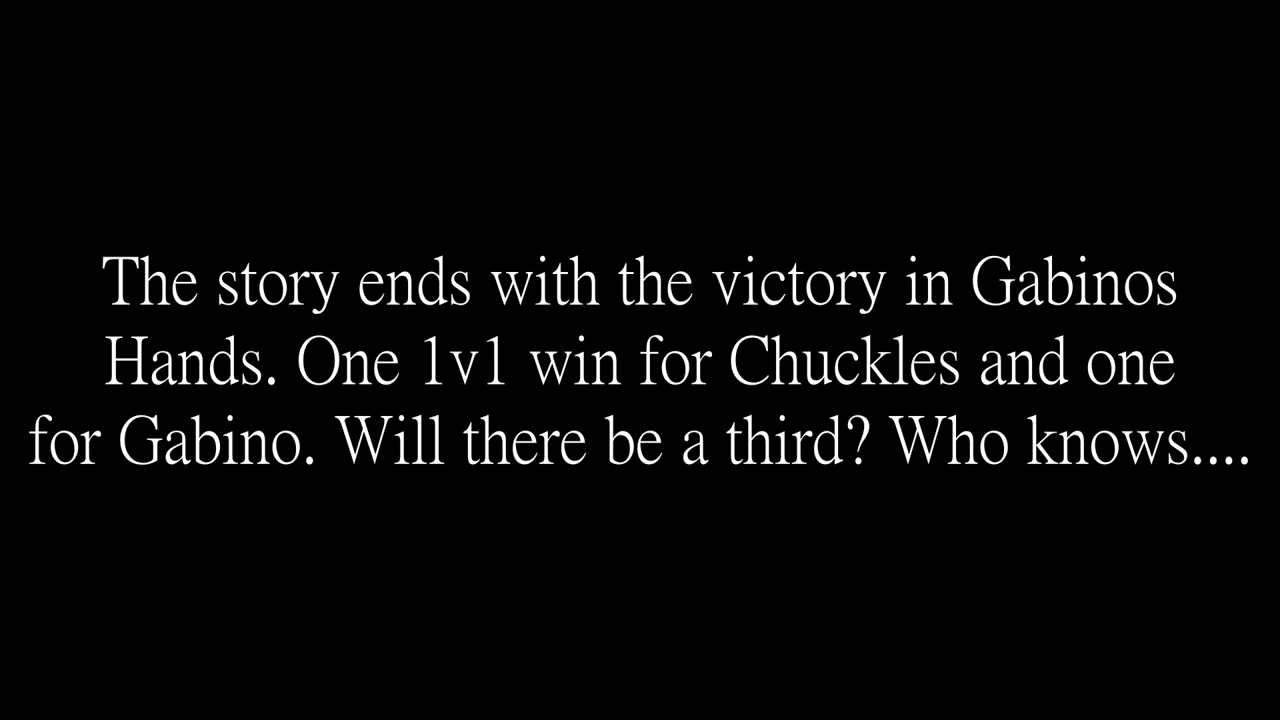 The story ends with the victory in Gabinos
Hands. One 1v1 win for Chuckles and one
for Gabino. Will there be a third? Who knows....